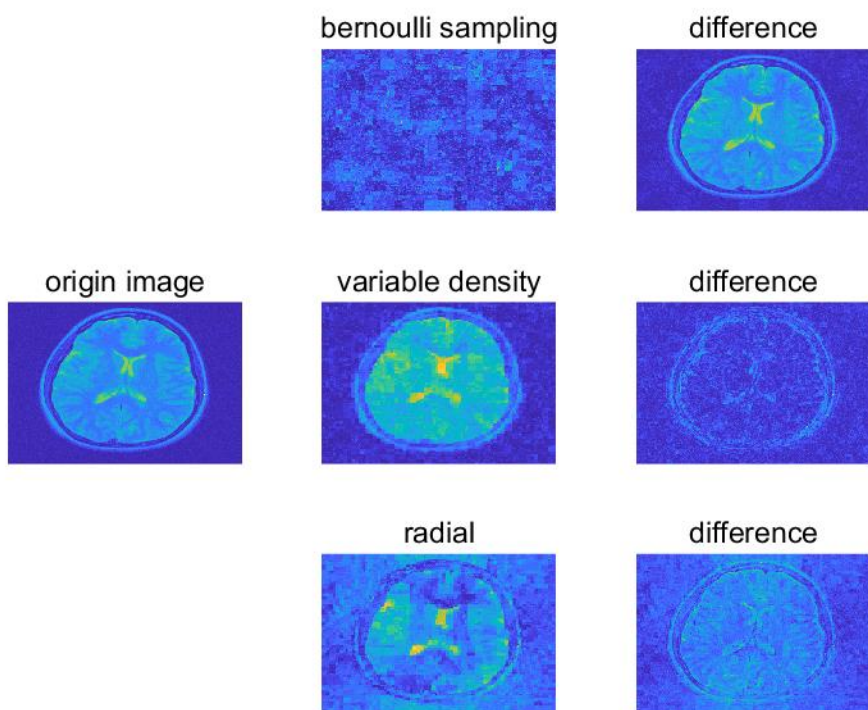 bernoulli sampling
difference
origin image
variable density
difference
radial
difference